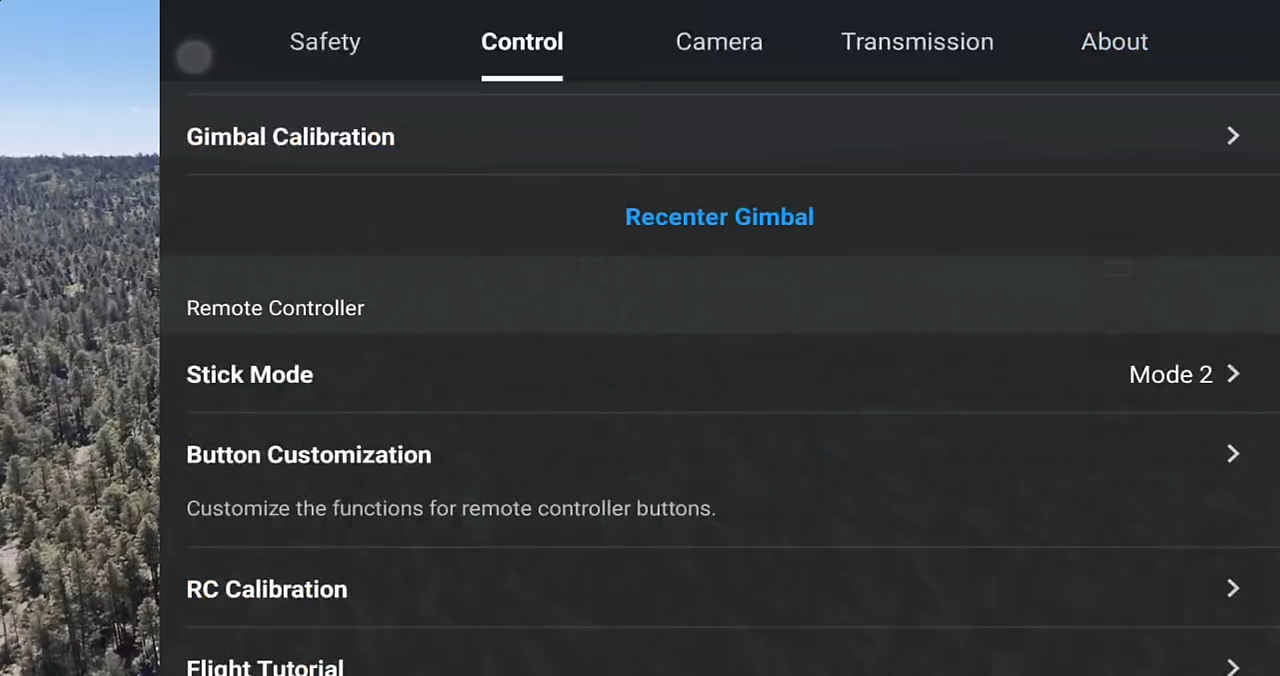 Safety Control Camera Transmission About
Gimbal Calibration
Recenter Gimbal
Remote Controller
Stick Mode Mode 2
Button Customization
Customize the functions for remote controller buttons.
RC Calibration
Flight Tutorial